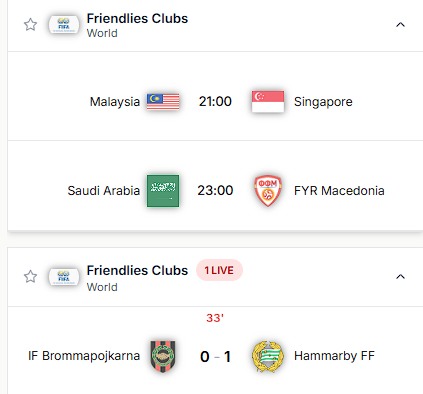 Friendlies Clubs
World
Malaysia 21:00 Singapore
Saudi Arabia 23:00 FYR Macedonia
Friendlies Clubs 1 LIVE
World
33'
IF Brommapojkarna 0 - 1 Hammarby FF